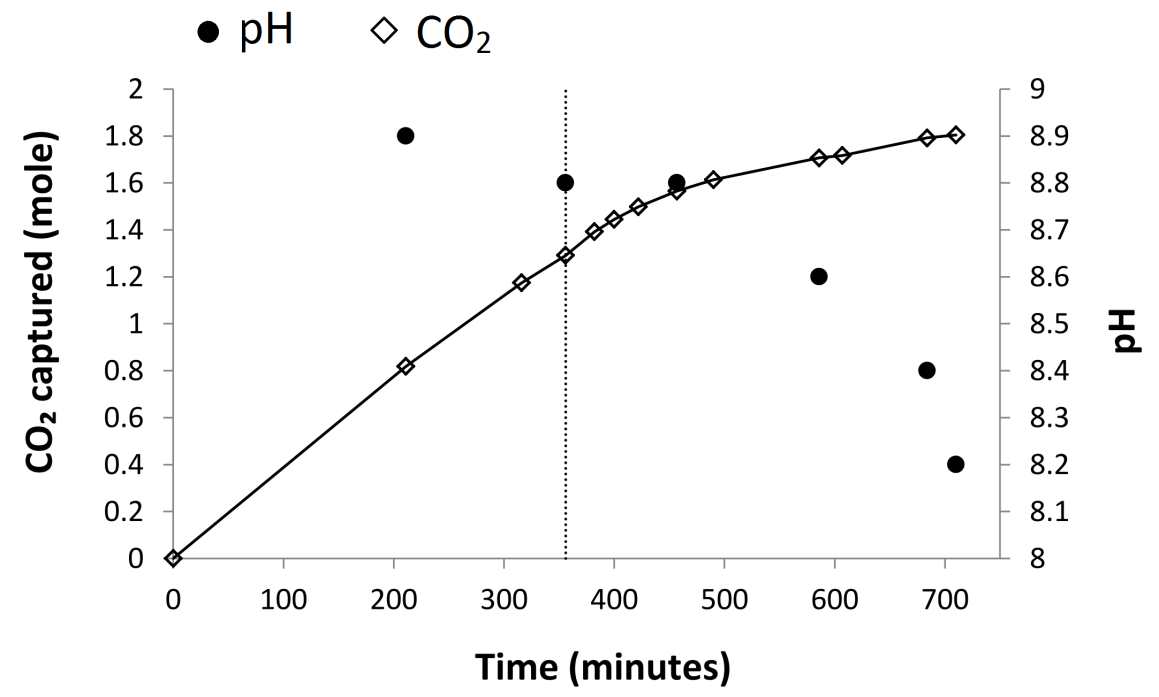 pH CO₂
2 9
1.8 8.9
1.6 8.8
1.4 8.7
1.2 8.6
1 8.5
0.8 8.4
0.6 8.3
0.4 8.2
0.2 8.1
0 8
CO₂ captured (mole)
pH
0 100 200 300 400 500 600 700
Time (minutes)